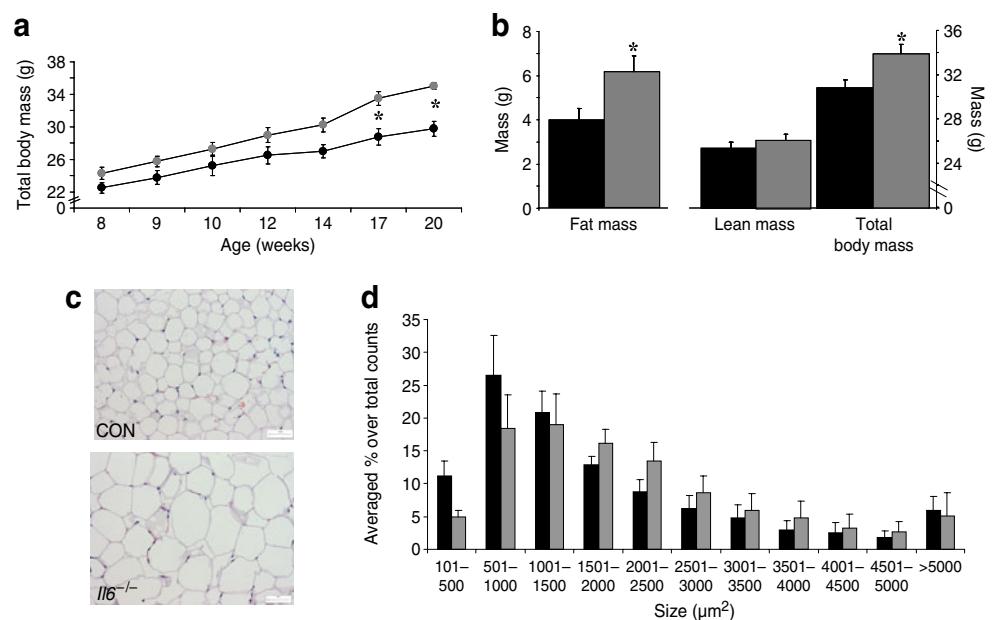 a
Total body mass (g)
38
34
30
26
22
0
*
*
8 9 10 12 14 17 20
Age (weeks)
b
Mass (g)
8
6
4
2
0
*
*
36
32
28
24
0
Mass (g)
Fat mass
Lean mass
Total
body mass
c
CON
Il6–/–
d
Averaged % over total counts
35
30
25
20
15
10
5
0
101– 501– 1001– 1501– 2001– 2501– 3001– 3501– 4001– 4501– >5000
500 1000 1500 2000 2500 3000 3500 4000 4500 5000
Size (µm2)